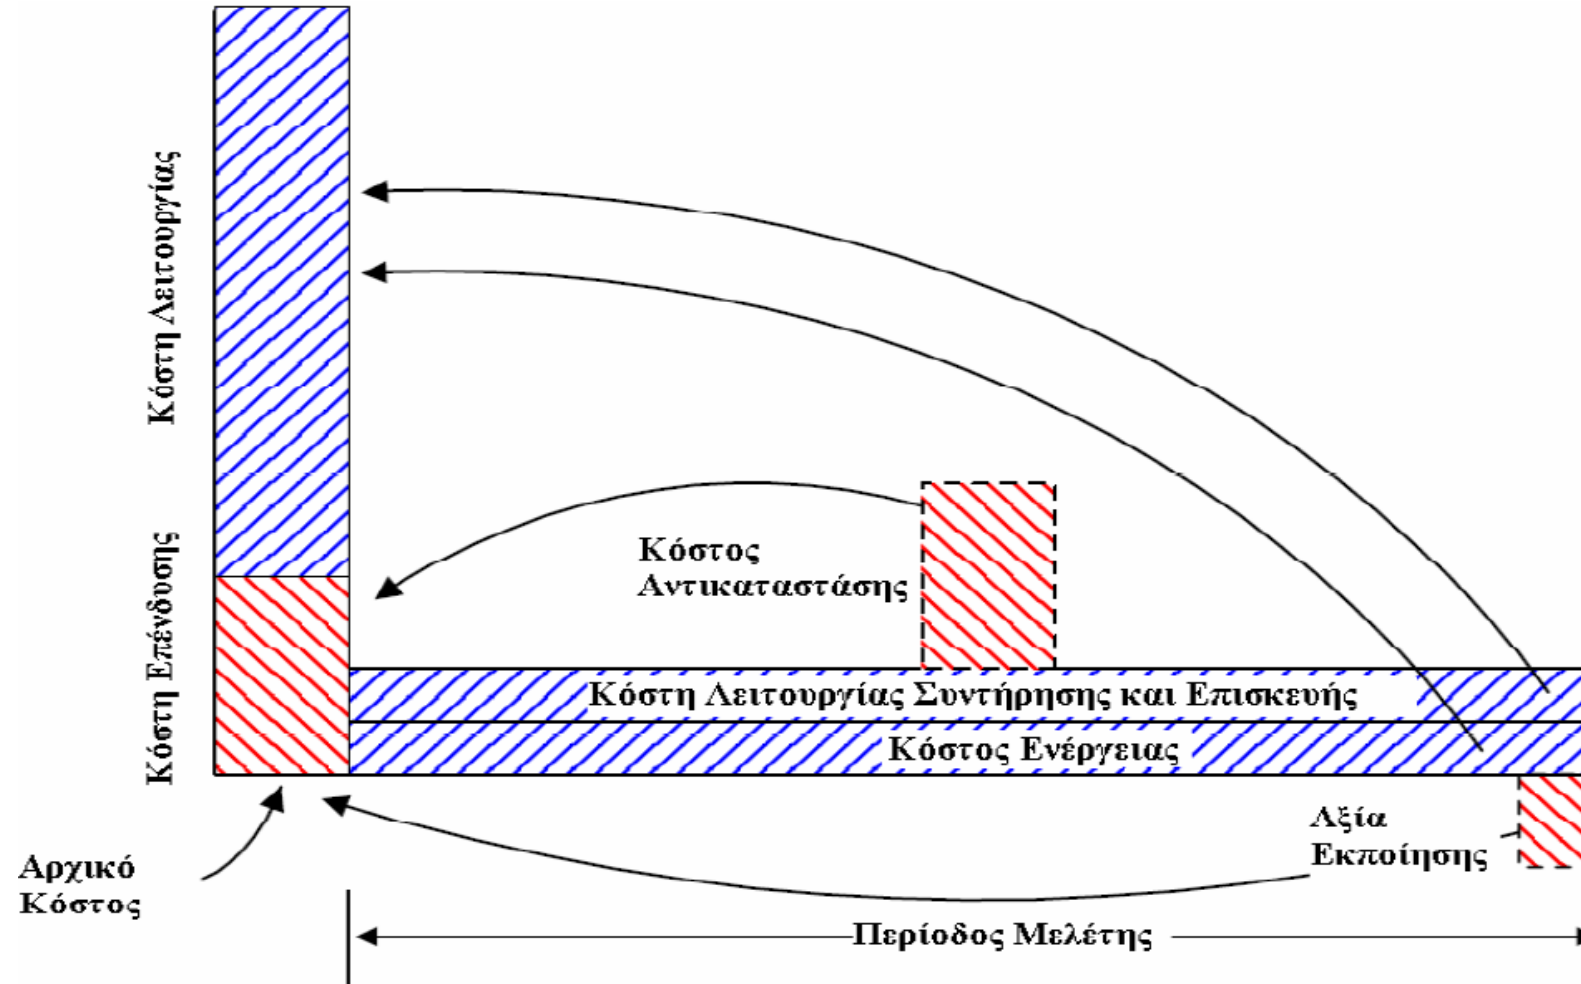 Κόστη Λειτουργίας
Κόστη Επένδυσης
Κόστος
Αντικαταστάσης
Κόστη Λειτουργίας Συντήρησης και Επισκευής
Κόστος Ενέργειας
Αξία
Εκποίησης
Αρχικό
Κόστος
Περίοδος Μελέτης